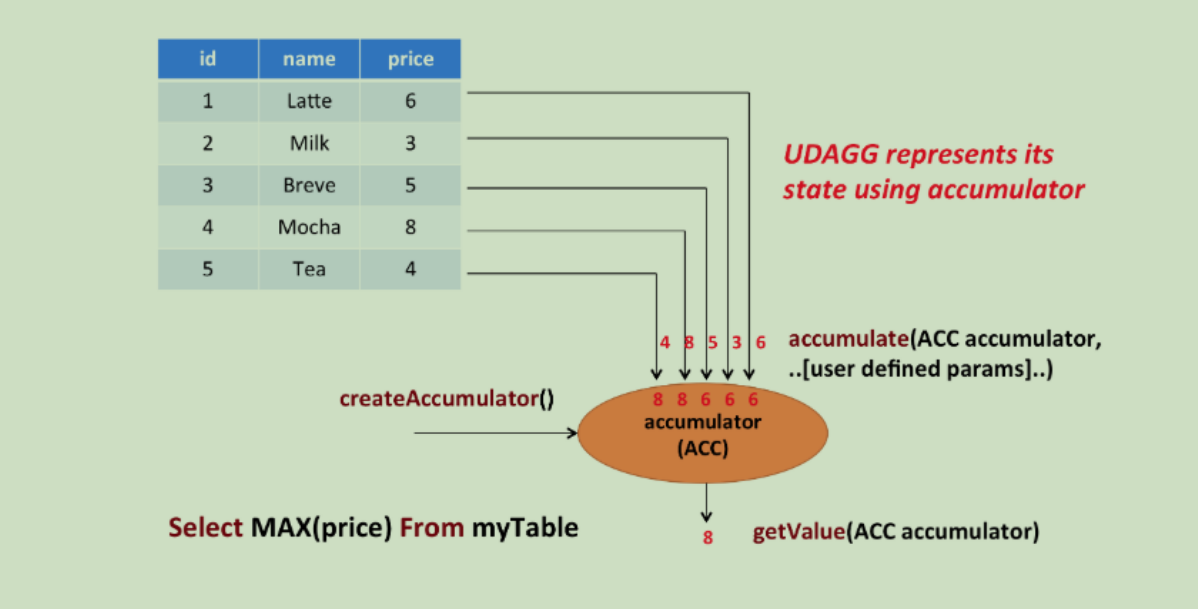 id name price
1 Latte 6
2 Milk 3
3 Breve 5
4 Mocha 8
5 Tea 4
UDAGG represents its
state using accumulator
4 8 5 3 6
accumulate(ACC accumulator,
..[user defined params]..)
createAccumulator()
8 8 6 6 6
accumulator
(ACC)
Select MAX(price) From myTable
8
getValue(ACC accumulator)